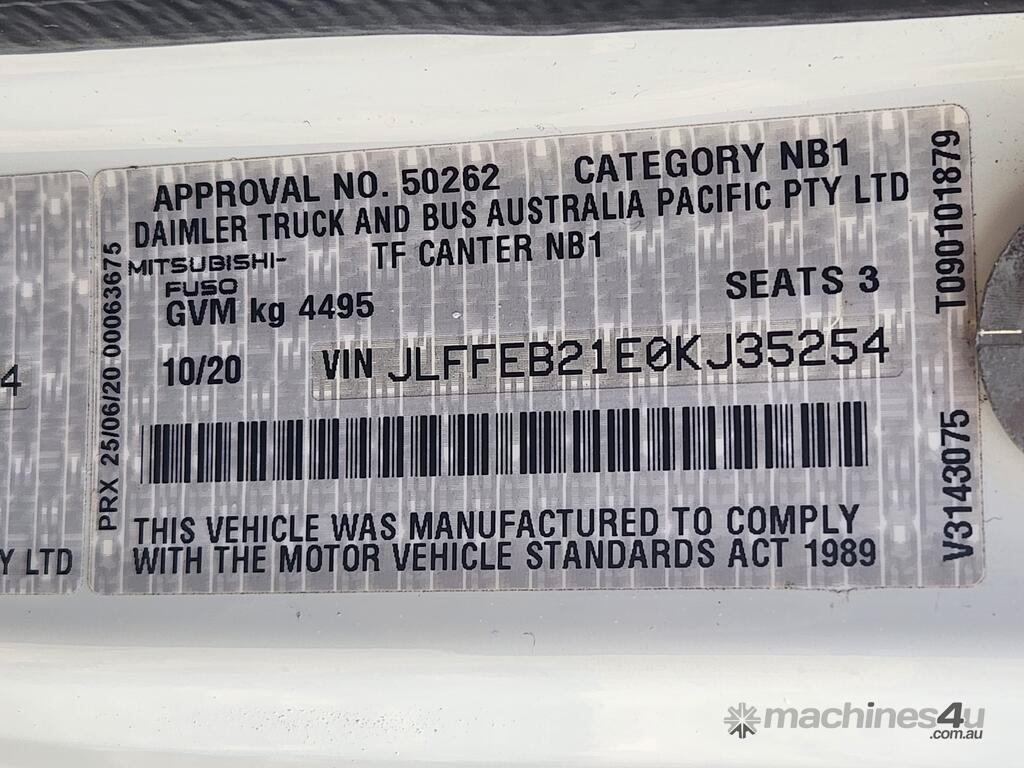 APPROVAL NO. 50262 CATEGORY NB1
DAIMLER TRUCK AND BUS AUSTRALIA PACIFIC PTY LTD
MITSUBISHI- TF CANTER NB1
FUSO
GVM kg 4495 SEATS 3
10/20 VIN JLFFEB21E0KJ35254
THIS VEHICLE WAS MANUFACTURED TO COMPLY
WITH THE MOTOR VEHICLE STANDARDS ACT 1989
PRX 25/06/20 00063675
T090101879
V3143075
4
Y LTD
machines4u
.com.au